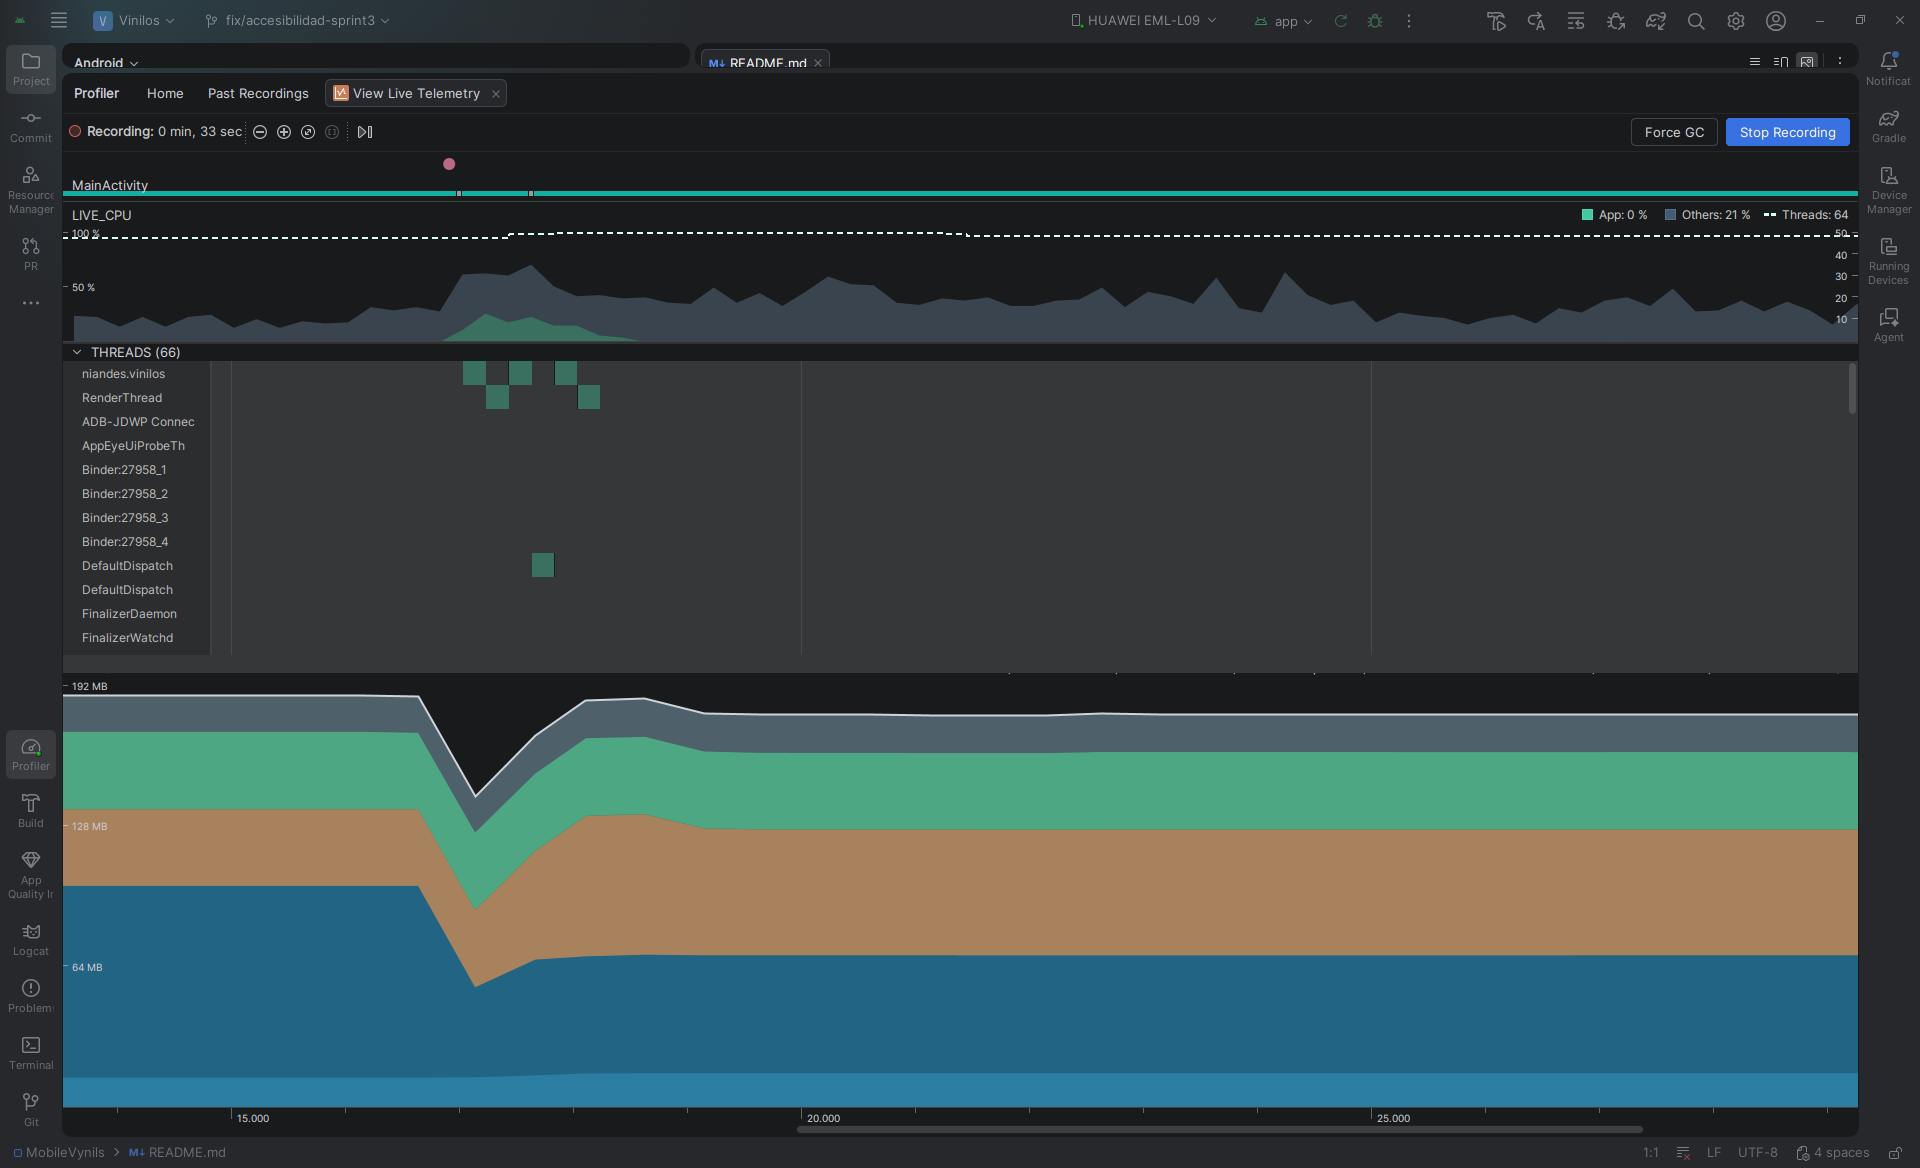 V Vinilos
fix/accesibilidad-sprint3
HUAWEI EML-L09
app
Project
Commit
Resource
Manager
PR
Android
README.md
Profiler
Home
Past Recordings
View Live Telemetry
Recording: 0 min, 33 sec
Force GC
Stop Recording
MainActivity
LIVE_CPU
App: 0 %
Others: 21 %
Threads: 64
100 %
50 %
50
40
30
20
10
THREADS (66)
niandes.vinilos
RenderThread
ADB-JDWP Connec
AppEyeUiProbeTh
Binder:27958_1
Binder:27958_2
Binder:27958_3
Binder:27958_4
DefaultDispatch
DefaultDispatch
FinalizerDaemon
FinalizerWatchd
192 MB
128 MB
64 MB
15.000
20.000
25.000
Notificat
Gradle
Device
Manager
Running
Devices
Agent
Profiler
Build
App
Quality Ir
Logcat
Problem
Terminal
Git
MobileVynils
README.md
1:1
LF
UTF-8
4 spaces